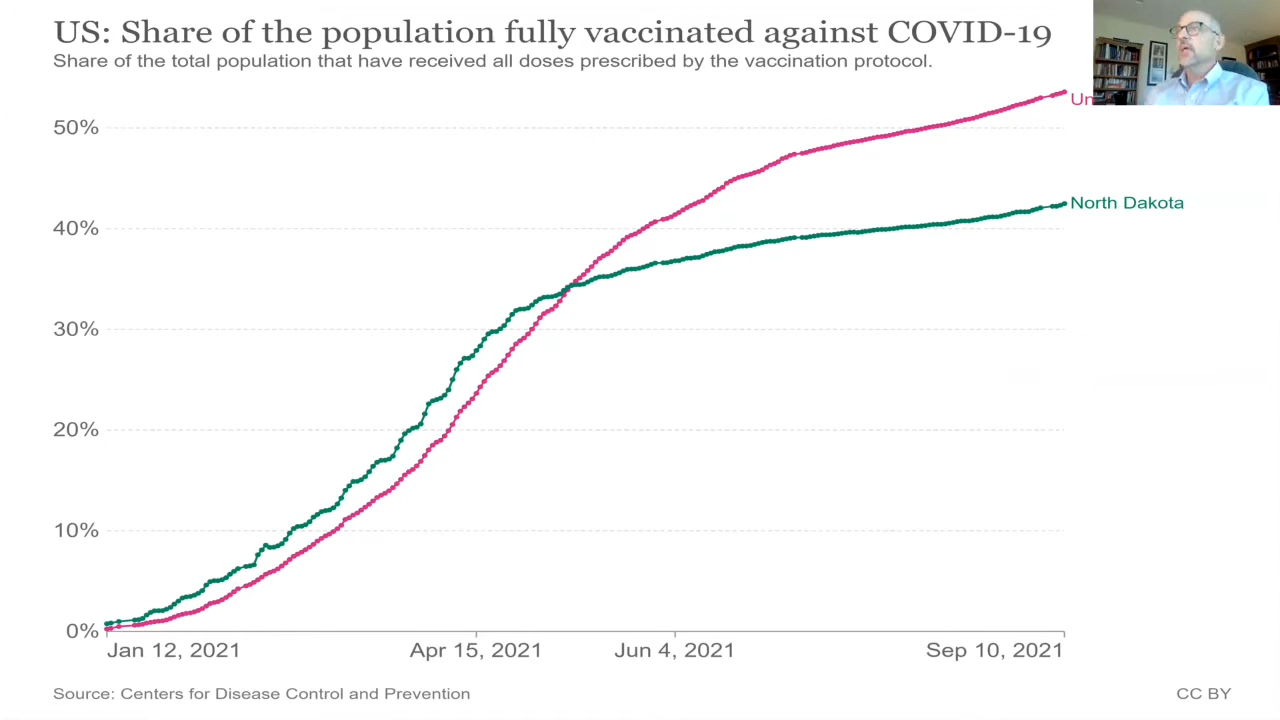 US: Share of the population fully vaccinated against COVID-19
Share of the total population that have received all doses prescribed by the vaccination protocol.
50%
North Dakota
40%
30%
20%
10%
0%
Jan 12, 2021 Apr 15, 2021 Jun 4, 2021 Sep 10, 2021
Source: Centers for Disease Control and Prevention CC BY